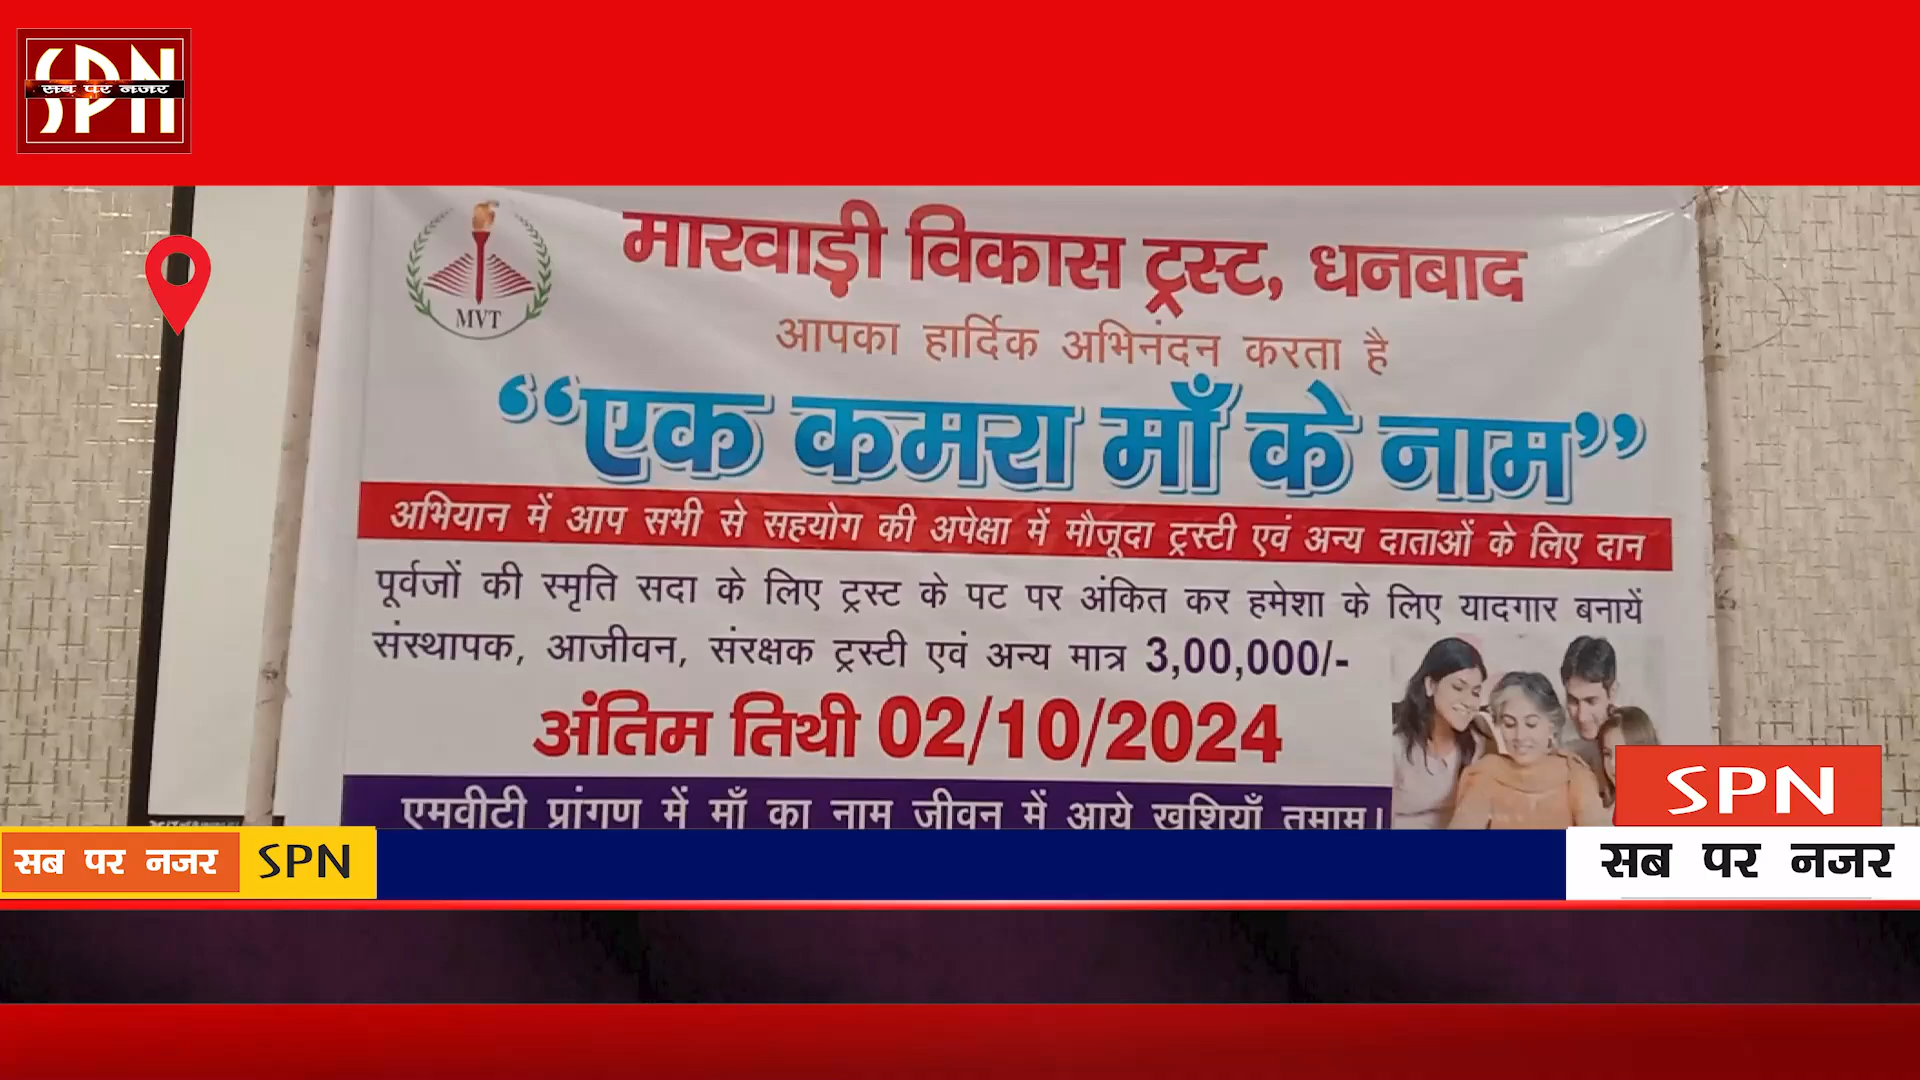 SPN
सब पर नजर
मारवाड़ी विकास ट्रस्ट, धनबाद
MVT
आपका हार्दिक अभिनंदन करता है
“एक कमरा माँ के नाम”
अभियान में आप सभी से सहयोग की अपेक्षा में मौजूदा ट्रस्टी एवं अन्य दाताओं के लिए दान
पूर्वजों की स्मृति सदा के लिए ट्रस्ट के पट पर अंकित कर हमेशा के लिए यादगार बनायें
संस्थापक, आजीवन, संरक्षक ट्रस्टी एवं अन्य मात्र 3,00,000/-
अंतिम तिथी 02/10/2024
एमवीटी प्रांगण में माँ का नाम जीवन में आये खुशियाँ तमाम।
SPN
सब पर नजर
सब पर नजर SPN